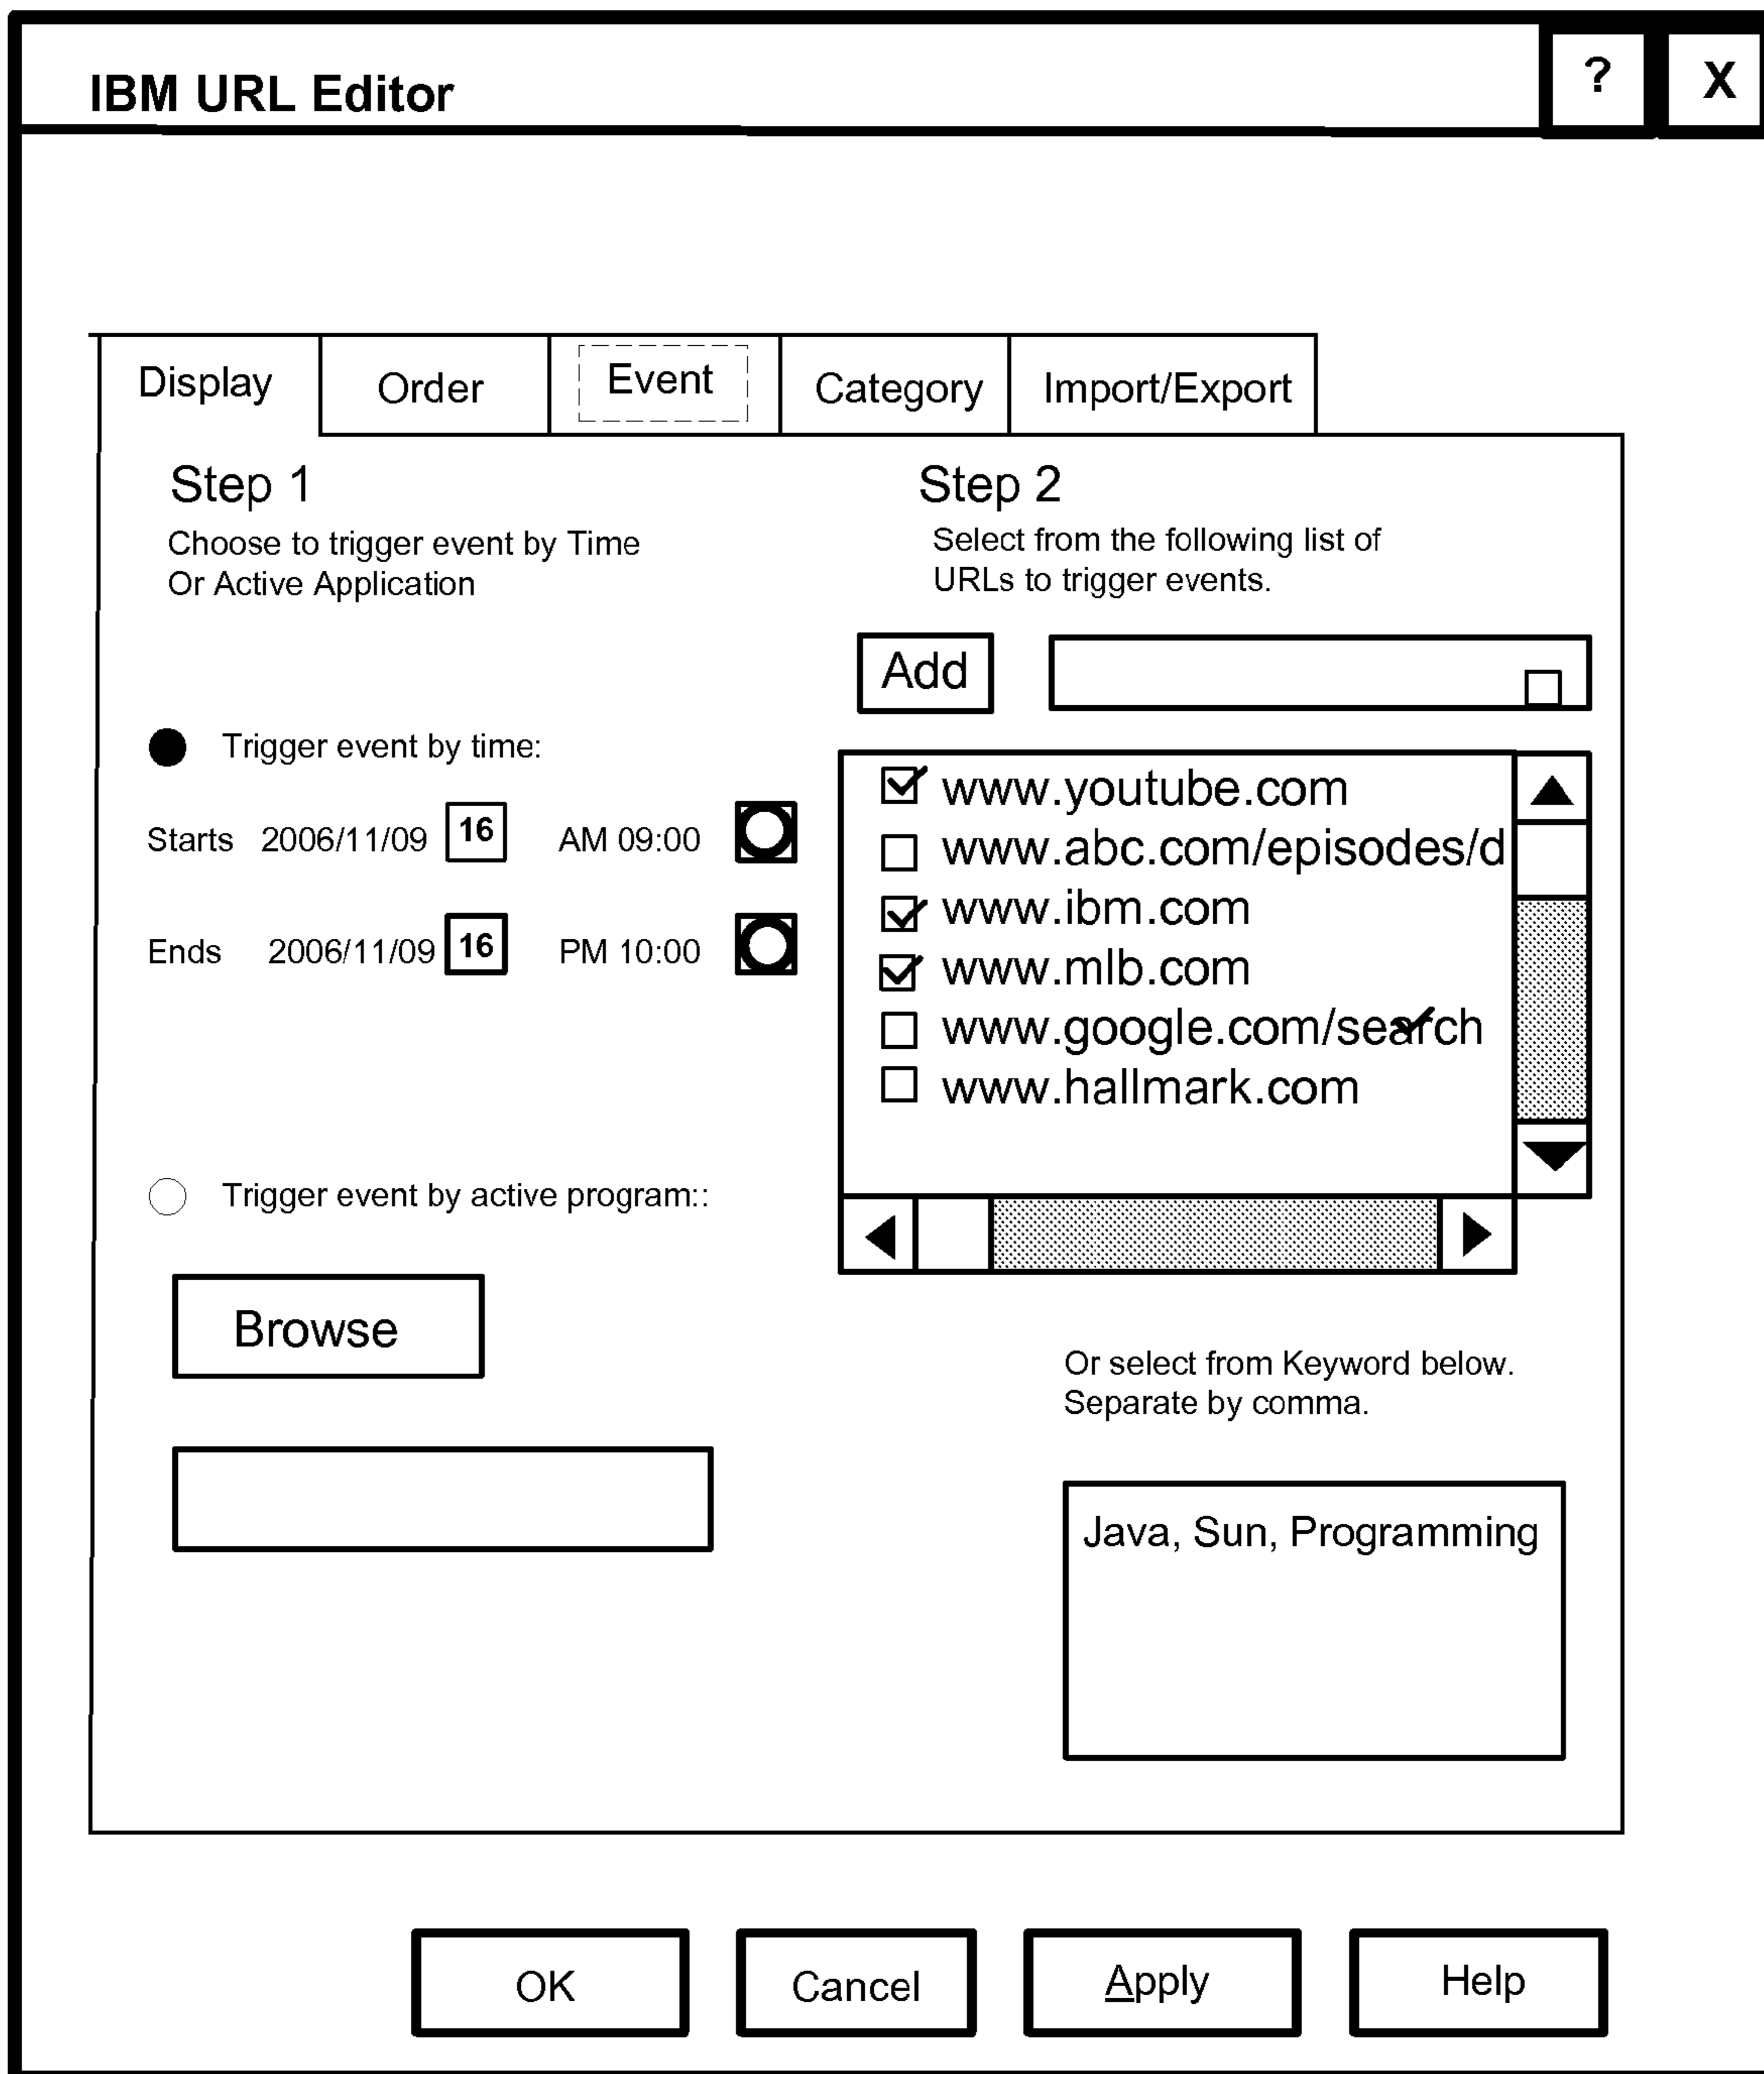 IBM URL Editor ? X
Display Order Event Category Import/Export
Step 1
Choose to trigger event by Time
Or Active Application
Trigger event by time:
Starts 2006/11/09 16 AM 09:00
Ends 2006/11/09 16 PM 10:00
Trigger event by active program::
Browse
Step 2
Select from the following list of
URLs to trigger events.
Add
www.youtube.com
www.abc.com/episodes/d
www.ibm.com
www.mlb.com
www.google.com/search
www.hallmark.com
Or select from Keyword below.
Separate by comma.
Java, Sun, Programming
OK Cancel Apply Help